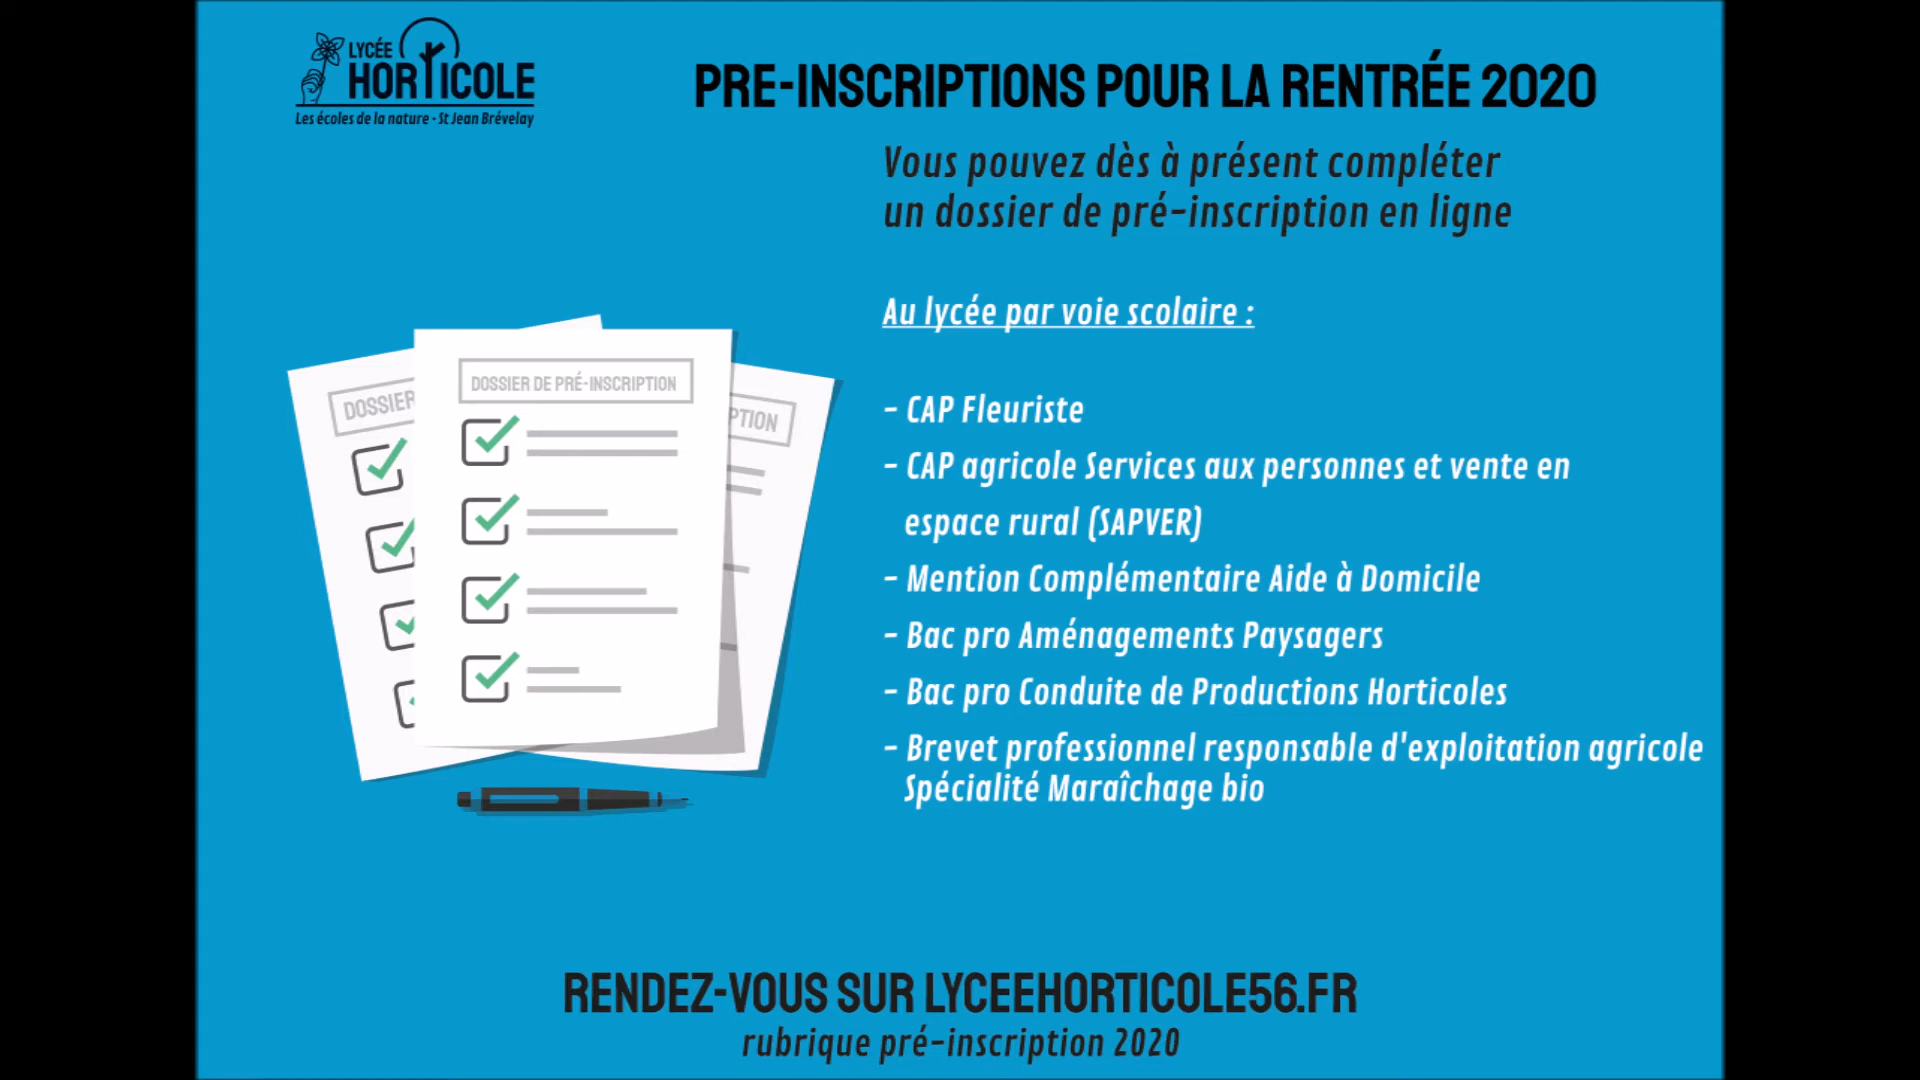 LYCÉE
HORTICOLE
Les écoles de la nature - St Jean Brévelay
PRE-INSCRIPTIONS POUR LA RENTRÉE 2020
Vous pouvez dès à présent compléter
un dossier de pré-inscription en ligne
Au lycée par voie scolaire :
DOSSIER
DOSSIER DE PRÉ-INSCRIPTION
PTION
- CAP Fleuriste
- CAP agricole Services aux personnes et vente en
espace rural (SAPVER)
- Mention Complémentaire Aide à Domicile
- Bac pro Aménagements Paysagers
- Bac pro Conduite de Productions Horticoles
- Brevet professionnel responsable d'exploitation agricole
Spécialité Maraîchage bio
RENDEZ-VOUS SUR LYCEEHORTICOLE56.FR
rubrique pré-inscription 2020